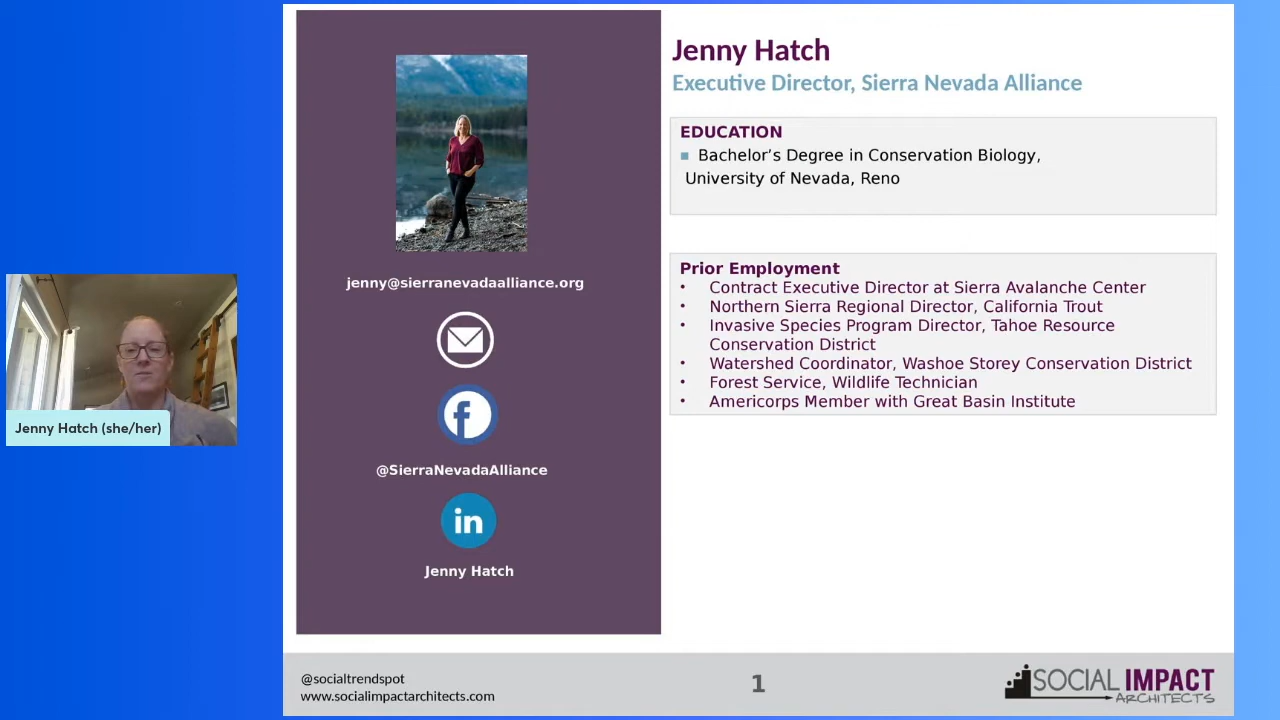 Jenny Hatch
Executive Director, Sierra Nevada Alliance
EDUCATION
▪ Bachelor’s Degree in Conservation Biology,
University of Nevada, Reno
Prior Employment
• Contract Executive Director at Sierra Avalanche Center
• Northern Sierra Regional Director, California Trout
• Invasive Species Program Director, Tahoe Resource
Conservation District
• Watershed Coordinator, Washoe Storey Conservation District
• Forest Service, Wildlife Technician
• Americorps Member with Great Basin Institute
jenny@sierranevadaalliance.org
f
@SierraNevadaAlliance
in
Jenny Hatch
Jenny Hatch (she/her)
@socialtrendspot
www.socialimpactarchitects.com
1
SOCIAL IMPACT
ARCHITECTS